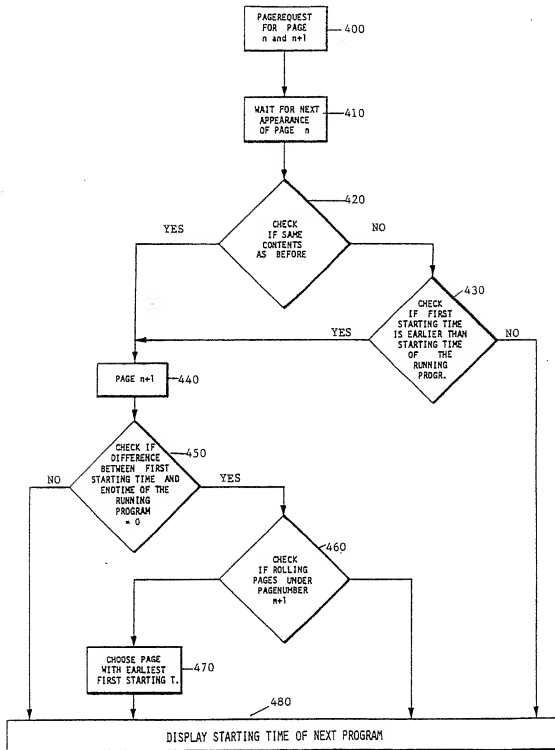 PAGEREQUEST
FOR PAGE
n and n+1
400
WAIT FOR NEXT
APPEARANCE
OF PAGE n
410
420
CHECK
IF SAME
CONTENTS
AS BEFORE
YES
NO
430
CHECK
IF FIRST
STARTING TIME
IS EARLIER THAN
STARTING TIME
OF THE
RUNNING
PROGR.
YES
NO
PAGE n+1
440
450
CHECK IF
DIFFERENCE
BETWEEN FIRST
STARTING TIME AND
ENDTIME OF THE
RUNNING
PROGRAM
= 0
NO
YES
460
CHECK
IF ROLLING
PAGES UNDER
PAGENUMBER
n+1
CHOOSE PAGE
WITH EARLIEST
FIRST STARTING T.
470
480
DISPLAY STARTING TIME OF NEXT PROGRAM